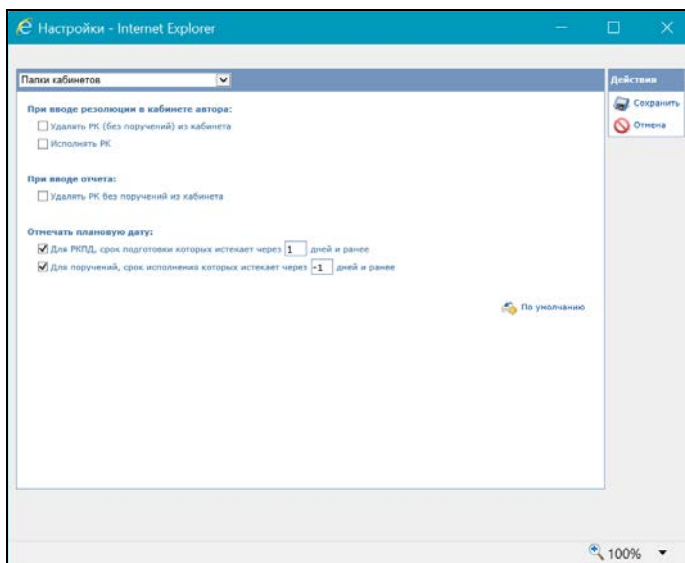 Настройки - Internet Explorer
Папки кабинетов
Действия
Сохранить
Отмена
При вводе резолюции в кабинете автора:
Удалять РК (без поручений) из кабинета
Исполнять РК
При вводе отчета:
Удалять РК без поручений из кабинета
Отмечать плановую дату:
Для РКПД, срок подготовки которых истекает через 1 дней и ранее
Для поручений, срок исполнения которых истекает через -1 дней и ранее
По умолчанию
100%